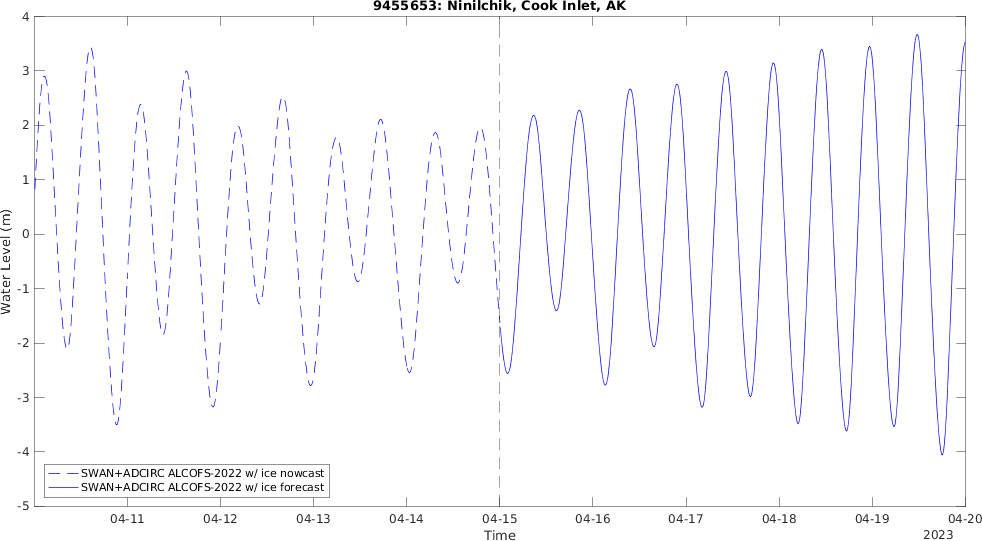 9455653: Ninilchik, Cook Inlet, AK
4
3
2
1
0
-1
-2
-3
-4
-5
Water Level (m)
SWAN+ADCIRC ALCOFS-2022 w/ ice nowcast
SWAN+ADCIRC ALCOFS-2022 w/ ice forecast
04-11 04-12 04-13 04-14 04-15 04-16 04-17 04-18 04-19 04-20
Time
2023